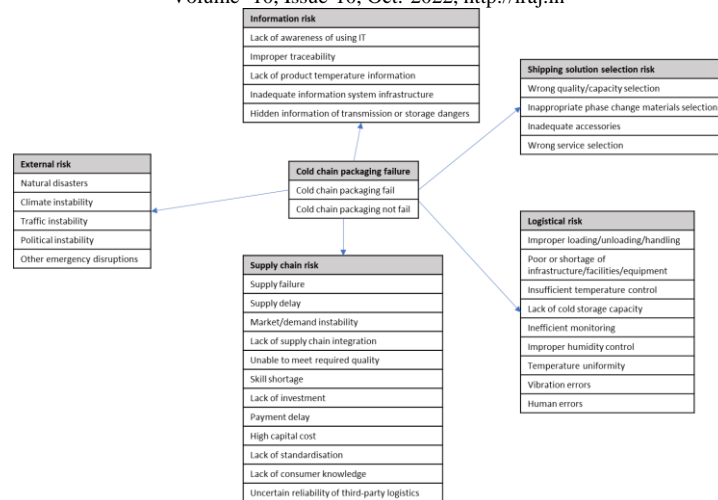 Volume- 10, Issue-10, Oct.-2022, http://iraj.in
Information risk
Lack of awareness of using IT
Improper traceability
Lack of product temperature information
Inadequate information system infrastructure
Hidden information of transmission or storage dangers
Shipping solution selection risk
Wrong quality/capacity selection
Inappropriate phase change materials selection
Inadequate accessories
Wrong service selection
External risk
Natural disasters
Climate instability
Traffic instability
Political instability
Other emergency disruptions
Cold chain packaging failure
Cold chain packaging fail
Cold chain packaging not fail
Logistical risk
Improper loading/unloading/handling
Poor or shortage of
infrastructure/facilities/equipment
Insufficient temperature control
Lack of cold storage capacity
Inefficient monitoring
Improper humidity control
Temperature uniformity
Vibration errors
Human errors
Supply chain risk
Supply failure
Supply delay
Market/demand instability
Lack of supply chain integration
Unable to meet required quality
Skill shortage
Lack of investment
Payment delay
High capital cost
Lack of standardisation
Lack of consumer knowledge
Uncertain reliability of third-party logistics